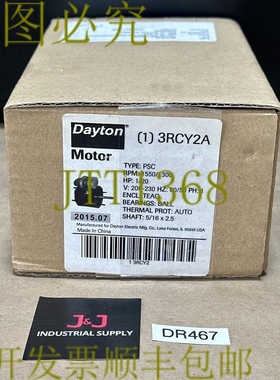 图必究
Dayton
(1) 3RCY2A
Motor
TYPE: PSC
RPM: 1550/1300
HP: 1/20
V: 208-230 HZ: 60/50 PH: 1
ENCL: TEAO
BEARINGS: BALL
THERMAL PROT: AUTO
SHAFT: 5/16 x 2.5
2015.07
Manufactured for Dayton Electric Mfg. Co., Lake Forest, IL 60045 USA
Made in China
1 3RCY2
JTT1368
J&J
INDUSTRIAL SUPPLY
DR467
开发票顺丰包邮